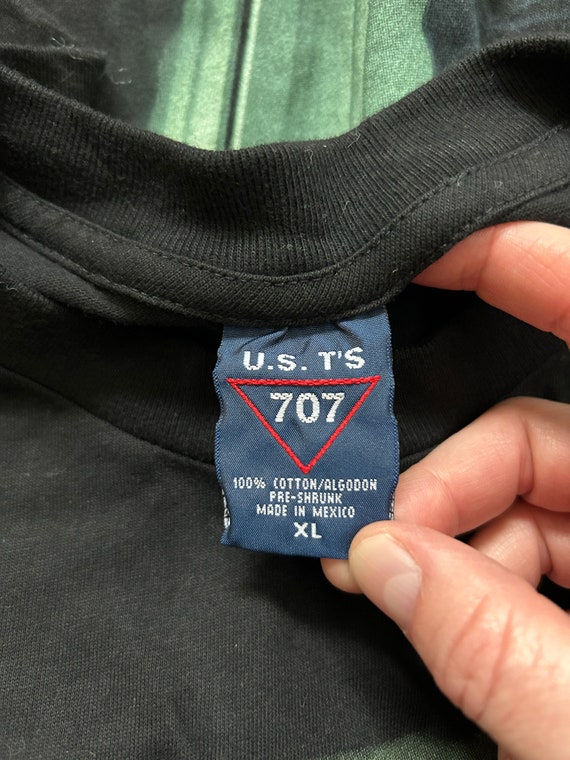 U.S. T'S
707
100% COTTON/ALGODON
PRE-SHRUNK
MADE IN MEXICO
XL